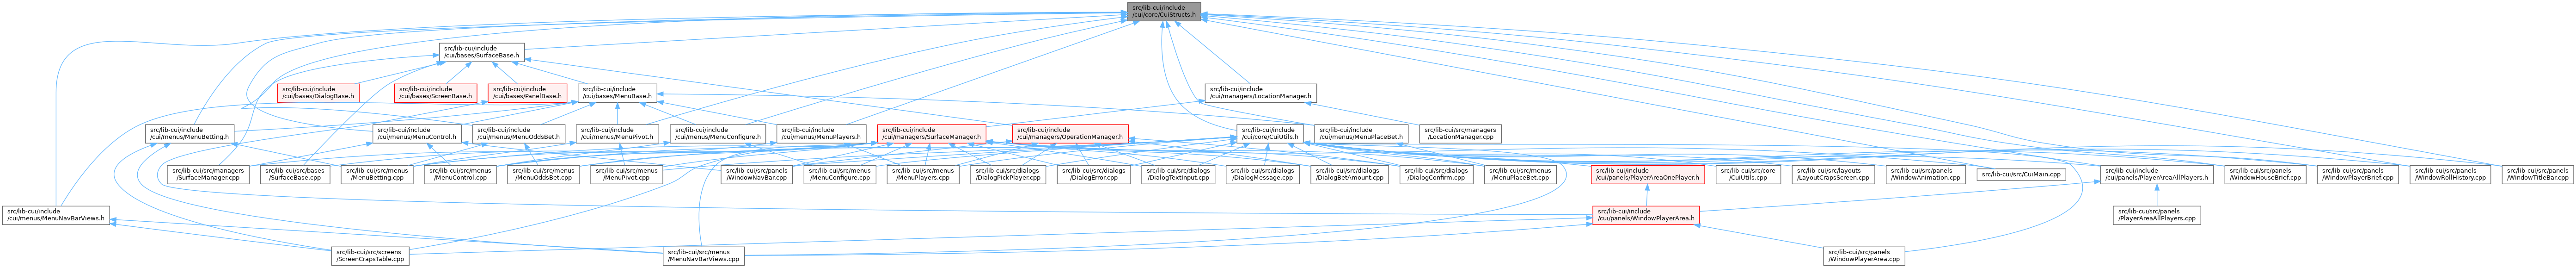 src/lib-cui/include
/cui/core/CuiStructs.h
src/lib-cui/include
/cui/bases/SurfaceBase.h
src/lib-cui/include
/cui/bases/DialogBase.h
src/lib-cui/include
/cui/bases/ScreenBase.h
src/lib-cui/include
/cui/bases/PanelBase.h
src/lib-cui/include
/cui/bases/MenuBase.h
src/lib-cui/include
/cui/managers/LocationManager.h
src/lib-cui/include
/cui/menus/MenuBetting.h
src/lib-cui/include
/cui/menus/MenuControl.h
src/lib-cui/include
/cui/menus/MenuOddsBet.h
src/lib-cui/include
/cui/menus/MenuPivot.h
src/lib-cui/include
/cui/menus/MenuConfigure.h
src/lib-cui/include
/cui/menus/MenuPlayers.h
src/lib-cui/include
/cui/managers/SurfaceManager.h
src/lib-cui/include
/cui/managers/OperationManager.h
src/lib-cui/include
/cui/core/CuiUtils.h
src/lib-cui/include
/cui/menus/MenuPlaceBet.h
src/lib-cui/src/managers
/LocationManager.cpp
src/lib-cui/src/managers
/SurfaceManager.cpp
src/lib-cui/src/bases
/SurfaceBase.cpp
src/lib-cui/src/menus
/MenuBetting.cpp
src/lib-cui/src/menus
/MenuControl.cpp
src/lib-cui/src/menus
/MenuOddsBet.cpp
src/lib-cui/src/menus
/MenuPivot.cpp
src/lib-cui/src/panels
/WindowNavBar.cpp
src/lib-cui/src/menus
/MenuConfigure.cpp
src/lib-cui/src/menus
/MenuPlayers.cpp
src/lib-cui/src/dialogs
/DialogPickPlayer.cpp
src/lib-cui/src/dialogs
/DialogError.cpp
src/lib-cui/src/dialogs
/DialogTextInput.cpp
src/lib-cui/src/dialogs
/DialogMessage.cpp
src/lib-cui/src/dialogs
/DialogBetAmount.cpp
src/lib-cui/src/dialogs
/DialogConfirm.cpp
src/lib-cui/src/menus
/MenuPlaceBet.cpp
src/lib-cui/include
/cui/panels/PlayerAreaOnePlayer.h
src/lib-cui/src/core
/CuiUtils.cpp
src/lib-cui/src/layouts
/LayoutCrapsScreen.cpp
src/lib-cui/src/panels
/WindowAnimation.cpp
src/lib-cui/src/CuiMain.cpp
src/lib-cui/include
/cui/panels/PlayerAreaAllPlayers.h
src/lib-cui/src/panels
/WindowHouseBrief.cpp
src/lib-cui/src/panels
/WindowPlayerBrief.cpp
src/lib-cui/src/panels
/WindowRollHistory.cpp
src/lib-cui/src/panels
/WindowTitleBar.cpp
src/lib-cui/include
/cui/menus/MenuNavBarViews.h
src/lib-cui/include
/cui/panels/WindowPlayerArea.h
src/lib-cui/src/panels
/PlayerAreaAllPlayers.cpp
src/lib-cui/src/screens
/ScreenCrapsTable.cpp
src/lib-cui/src/menus
/MenuNavBarViews.cpp
src/lib-cui/src/panels
/WindowPlayerArea.cpp